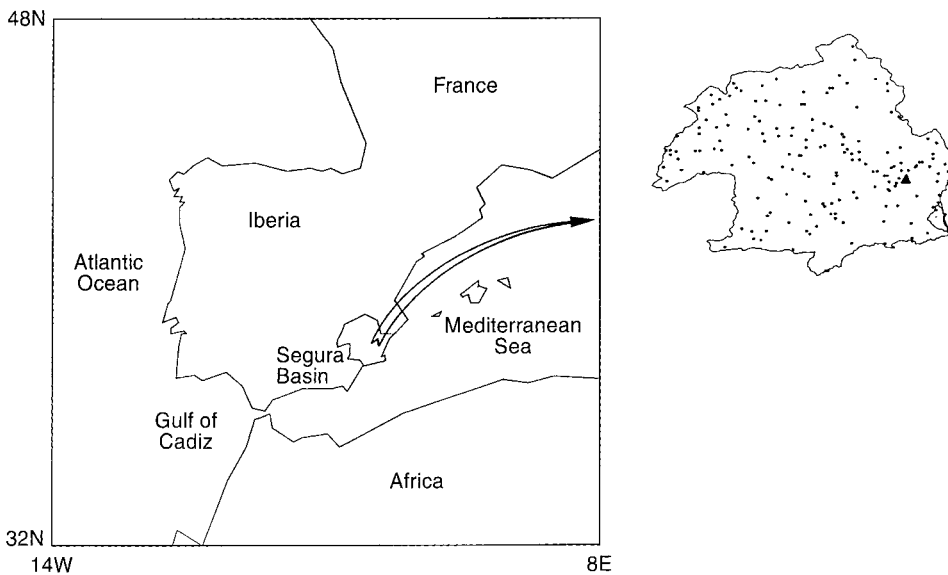 48N
France
Iberia
Atlantic
Ocean
Mediterranean
Sea
Segura
Basin
Gulf of
Cadiz
Africa
32N
14W
8E